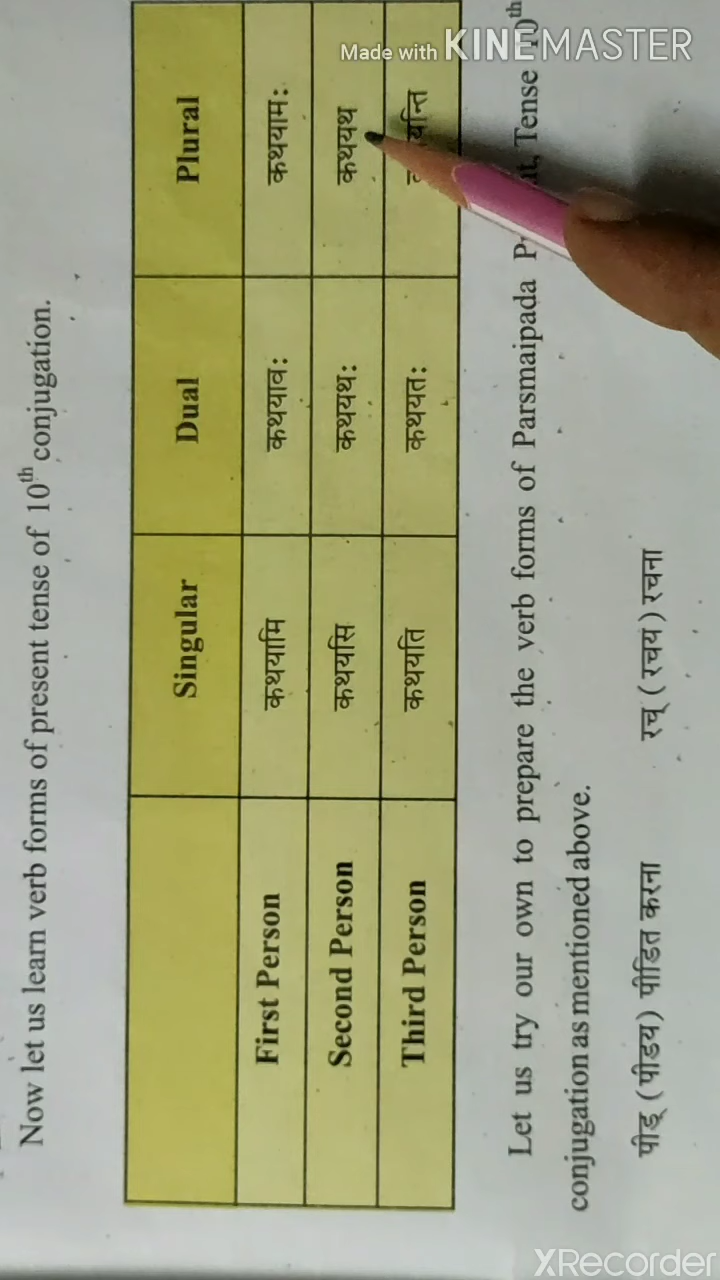 Made with KINEMASTER
Now let us learn verb forms of present tense of 10th conjugation.
Singular Dual Plural
First Person कथयामि कथयावः कथयामः
Second Person कथयसि कथयथः कथयथ
Third Person कथयति कथयतः
Let us try our own to prepare the verb forms of Parsmaipada Tense 10th
conjugation as mentioned above.
पीड् (पीडय) पीडित करना रच् (रचय) रचना
XRecorder